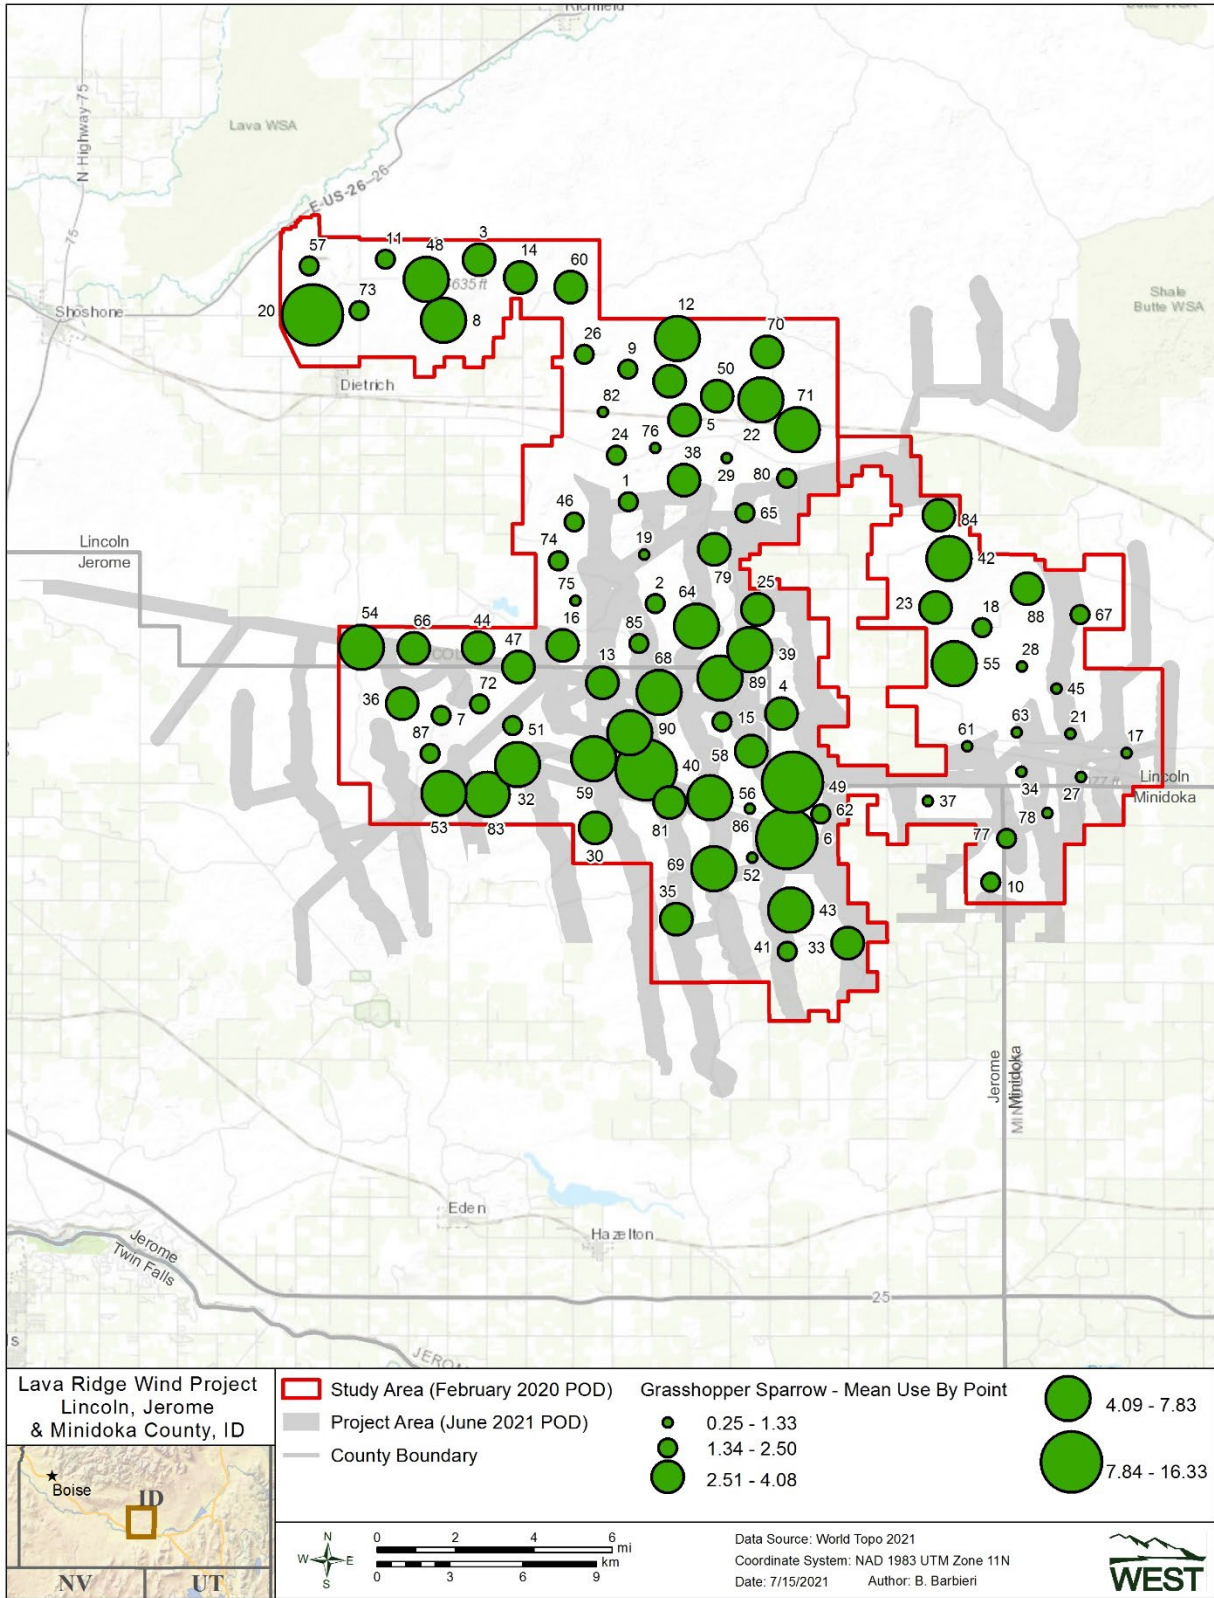 Richfield
Butte WSA
N Highway 75
Lava WSA
E-US-26-26
75
Shale
Butte WSA
Shoshone
57
11
48
3
14
60
20
73
8
4635 ft
Dietrich
26
9
12
70
82
50
5
22
71
24
76
38
29
80
1
46
65
19
74
79
75
2
64
25
84
42
23
18
88
67
55
28
45
Lincoln
Jerome
54
66
44
47
16
85
13
68
39
89
36
72
7
51
87
4
15
90
58
61
63
21
17
40
49
59
32
53
83
81
56
86
62
6
34
27
37
78
77
10
Lincoln
Minidoka
30
69
52
35
43
41
33
Jerome
Minidoka
Eden
Hazelton
Jerome
Twin Falls
25
Lava Ridge Wind Project
Lincoln, Jerome
& Minidoka County, ID
Boise
ID
NV
UT
Study Area (February 2020 POD)
Project Area (June 2021 POD)
County Boundary
Grasshopper Sparrow - Mean Use By Point
0.25 - 1.33
1.34 - 2.50
2.51 - 4.08
4.09 - 7.83
7.84 - 16.33
N
W
E
S
0 2 4 6
mi
km
0 3 6 9
Data Source: World Topo 2021
Coordinate System: NAD 1983 UTM Zone 11N
Date: 7/15/2021 Author: B. Barbieri
WEST